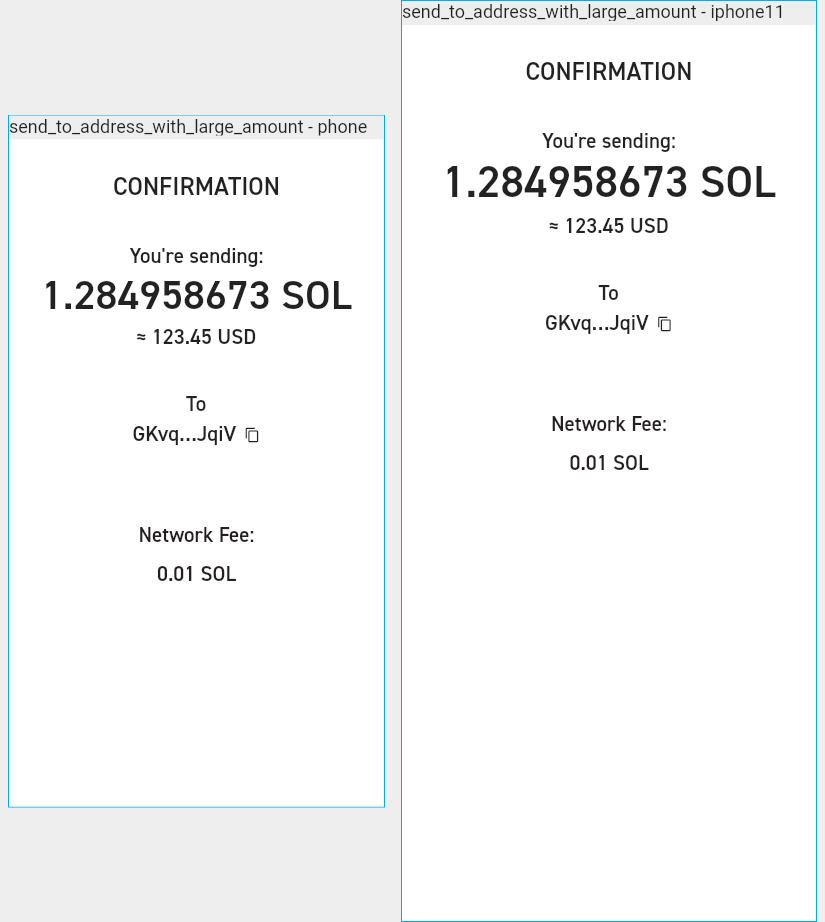 send_to_address_with_large_amount - phone
CONFIRMATION
You're sending:
1.284958673 SOL
≈ 123.45 USD
To
GKvq...JqiV
Network Fee:
0.01 SOL
send_to_address_with_large_amount - iphone11
CONFIRMATION
You're sending:
1.284958673 SOL
≈ 123.45 USD
To
GKvq...JqiV
Network Fee:
0.01 SOL